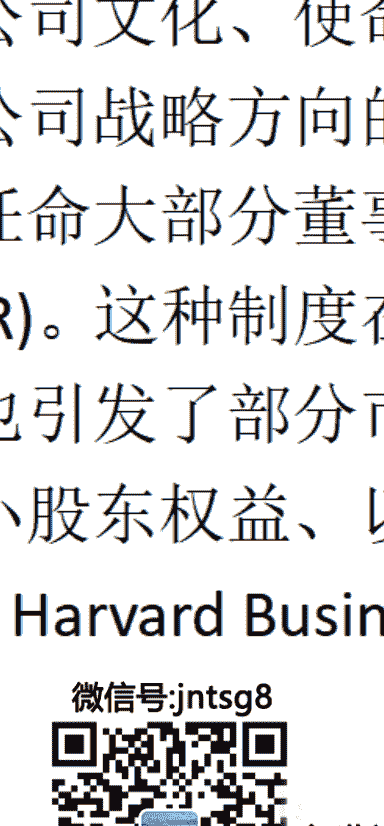 公司文化、使命
公司战略方向的
任命大部分董事
R)。这种制度在
也引发了部分市
小股东权益、以
Harvard Busin
微信号:jntsg8